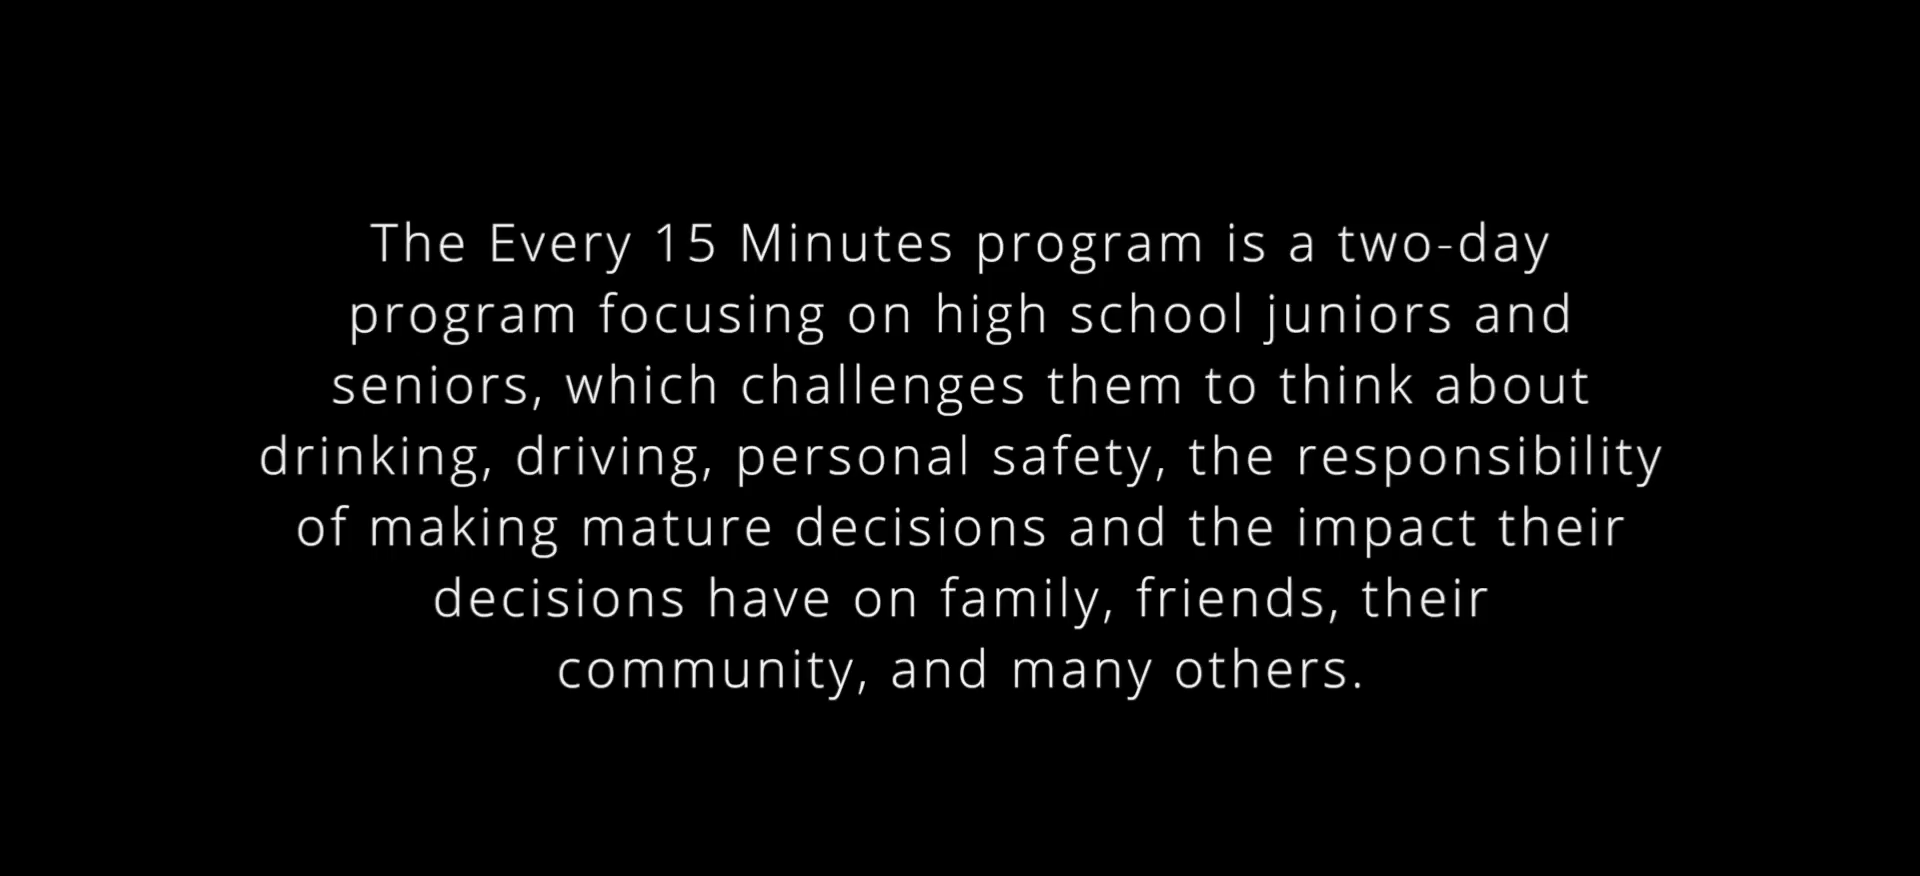 The Every 15 Minutes program is a two-day
program focusing on high school juniors and
seniors, which challenges them to think about
drinking, driving, personal safety, the responsibility
of making mature decisions and the impact their
decisions have on family, friends, their
community, and many others.